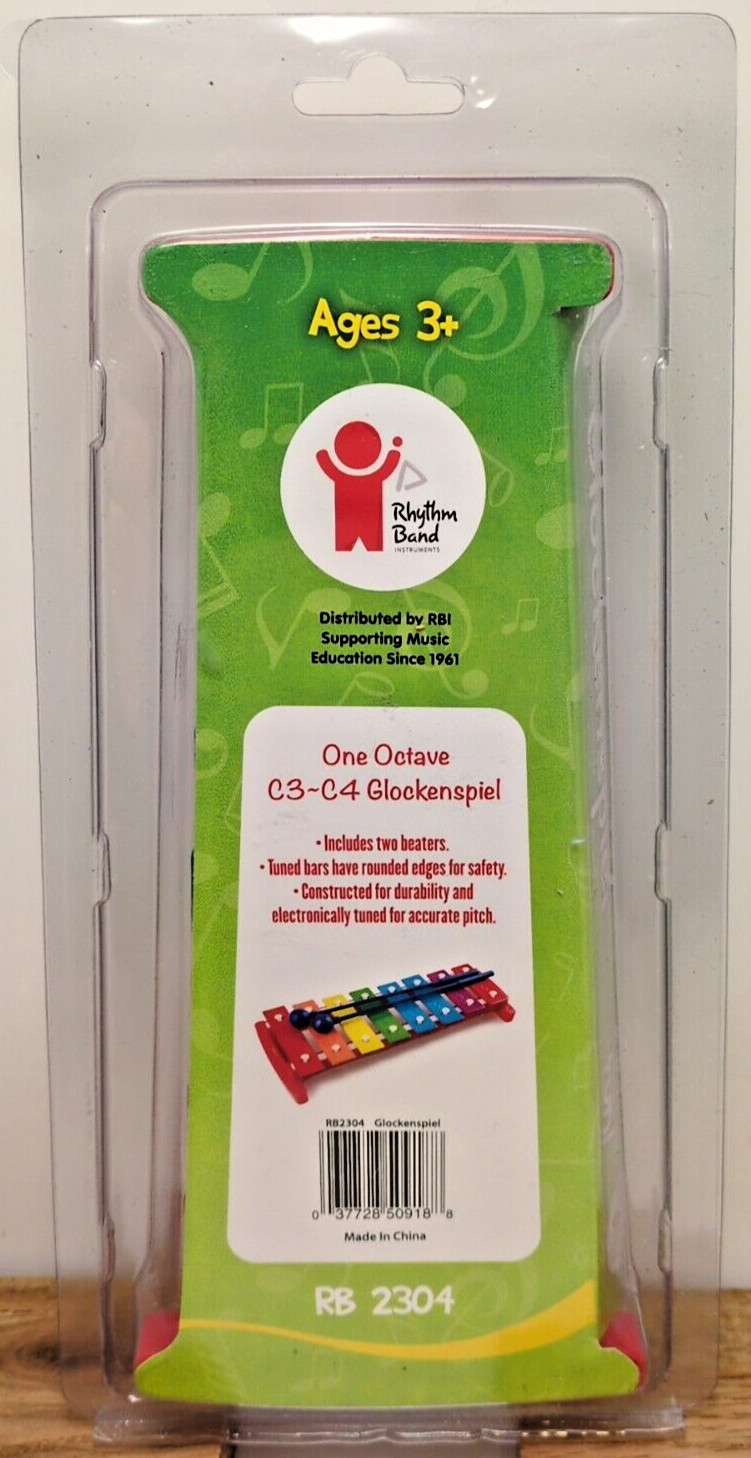 Ages 3+
Rhythm
Band
INSTRUMENTS
Distributed by RBI
Supporting Music
Education Since 1961
One Octave
C3~C4 Glockenspiel
• Includes two beaters.
• Tuned bars have rounded edges for safety.
• Constructed for durability and
electronically tuned for accurate pitch.
RB2304 Glockenspiel
0 37728 50918 8
Made In China
RB 2304